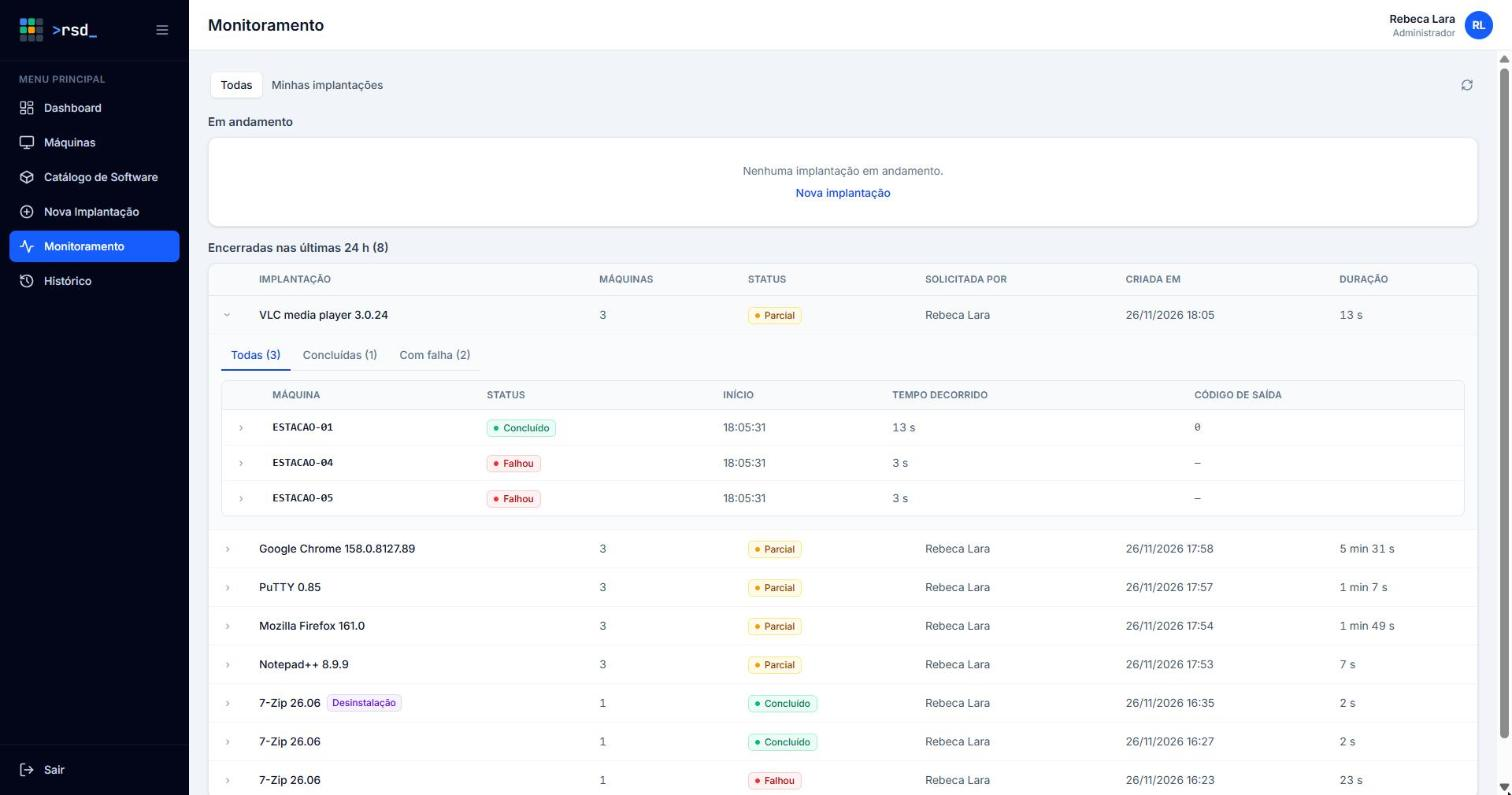 >rsd_
Monitoramento
Rebeca Lara
Administrador
RL
MENU PRINCIPAL
Dashboard
Máquinas
Catálogo de Software
Nova Implantação
Monitoramento
Histórico
Sair
Todas Minhas implantações
Em andamento
Nenhuma implantação em andamento.
Nova implantação
Encerradas nas últimas 24 h (8)
IMPLANTAÇÃO MÁQUINAS STATUS SOLICITADA POR CRIADA EM DURAÇÃO
VLC media player 3.0.24 3 Parcial Rebeca Lara 26/11/2026 18:05 13 s
Todas (3) Concluídas (1) Com falha (2)
MÁQUINA STATUS INÍCIO TEMPO DECORRIDO CÓDIGO DE SAÍDA
ESTACAO-01 Concluído 18:05:31 13 s 0
ESTACAO-04 Falhou 18:05:31 3 s –
ESTACAO-05 Falhou 18:05:31 3 s –
Google Chrome 158.0.8127.89 3 Parcial Rebeca Lara 26/11/2026 17:58 5 min 31 s
PuTTY 0.85 3 Parcial Rebeca Lara 26/11/2026 17:57 1 min 7 s
Mozilla Firefox 161.0 3 Parcial Rebeca Lara 26/11/2026 17:54 1 min 49 s
Notepad++ 8.9.9 3 Parcial Rebeca Lara 26/11/2026 17:53 7 s
7-Zip 26.06 Desinstalação 1 Concluído Rebeca Lara 26/11/2026 16:35 2 s
7-Zip 26.06 1 Concluído Rebeca Lara 26/11/2026 16:27 2 s
7-Zip 26.06 1 Falhou Rebeca Lara 26/11/2026 16:23 23 s